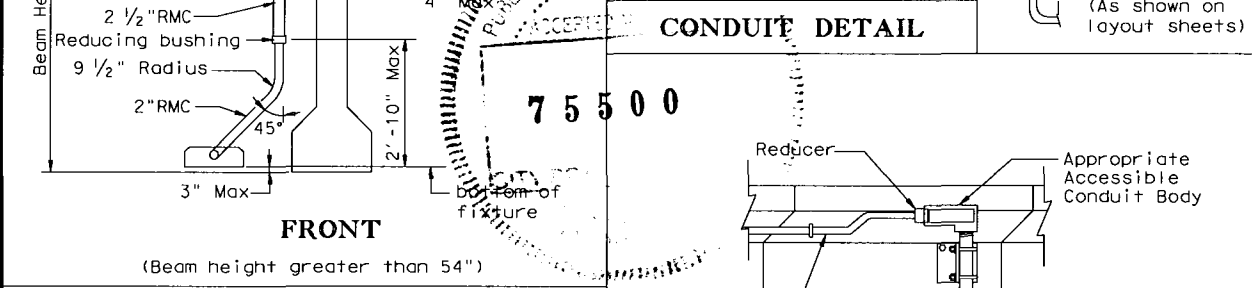 Beam He
2 ½"RMC
Reducing bushing
9 ½" Radius
2"RMC
45°
3" Max
2'-10" Max
4" Max
bottom of
fixture
FRONT
(Beam height greater than 54")
ACCEPTED
75500
CONDUIT DETAIL
(As shown on
layout sheets)
Reducer
Appropriate
Accessible
Conduit Body